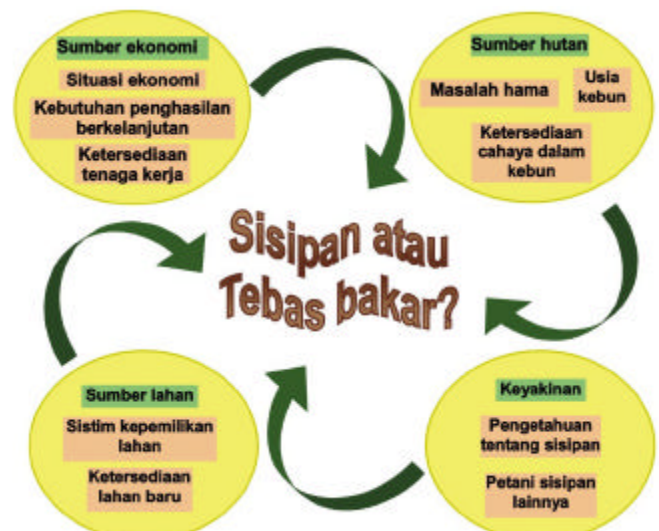 Sumber ekonomi
Situasi ekonomi
Kebutuhan penghasilan
berkelanjutan
Ketersediaan
tenaga kerja
Sumber hutan
Masalah hama
Usia
kebun
Ketersediaan
cahaya dalam
kebun
Sisipan atau
Tebas bakar?
Sumber lahan
Sistim kepemilikan
lahan
Ketersediaan
lahan baru
Keyakinan
Pengetahuan
tentang sisipan
Petani sisipan
lainnya